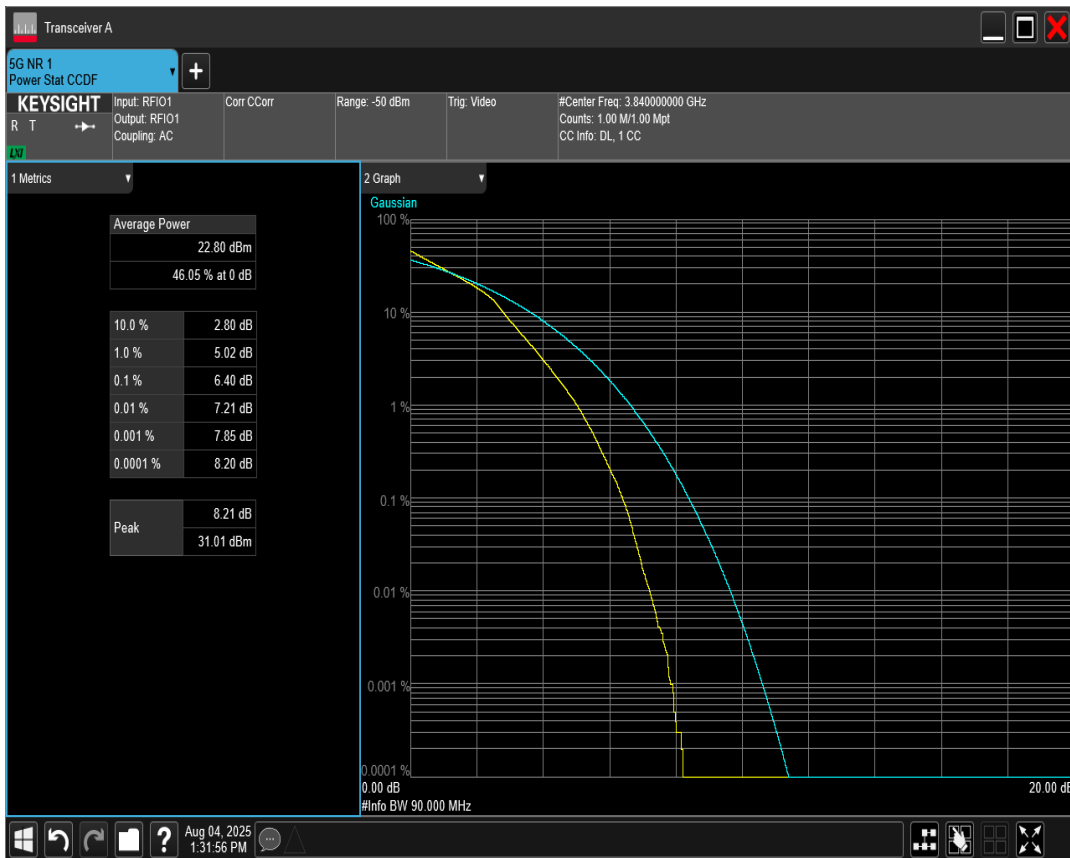 Transceiver A
5G NR 1
Power Stat CCDF
KEYSIGHT
R T
LXI
Input: RFIO1
Output: RFIO1
Coupling: AC
Corr CCorr
Range: -50 dBm
Trig: Video
#Center Freq: 3.840000000 GHz
Counts: 1.00 M/1.00 Mpt
CC Info: DL, 1 CC
1 Metrics
Average Power
22.80 dBm
46.05 % at 0 dB
10.0 % 2.80 dB
1.0 % 5.02 dB
0.1 % 6.40 dB
0.01 % 7.21 dB
0.001 % 7.85 dB
0.0001 % 8.20 dB
Peak
8.21 dB
31.01 dBm
2 Graph
Gaussian
100 %
10 %
1 %
0.1 %
0.01 %
0.001 %
0.0001 %
0.00 dB
20.00 dB
#Info BW 90.000 MHz
Aug 04, 2025
1:31:56 PM